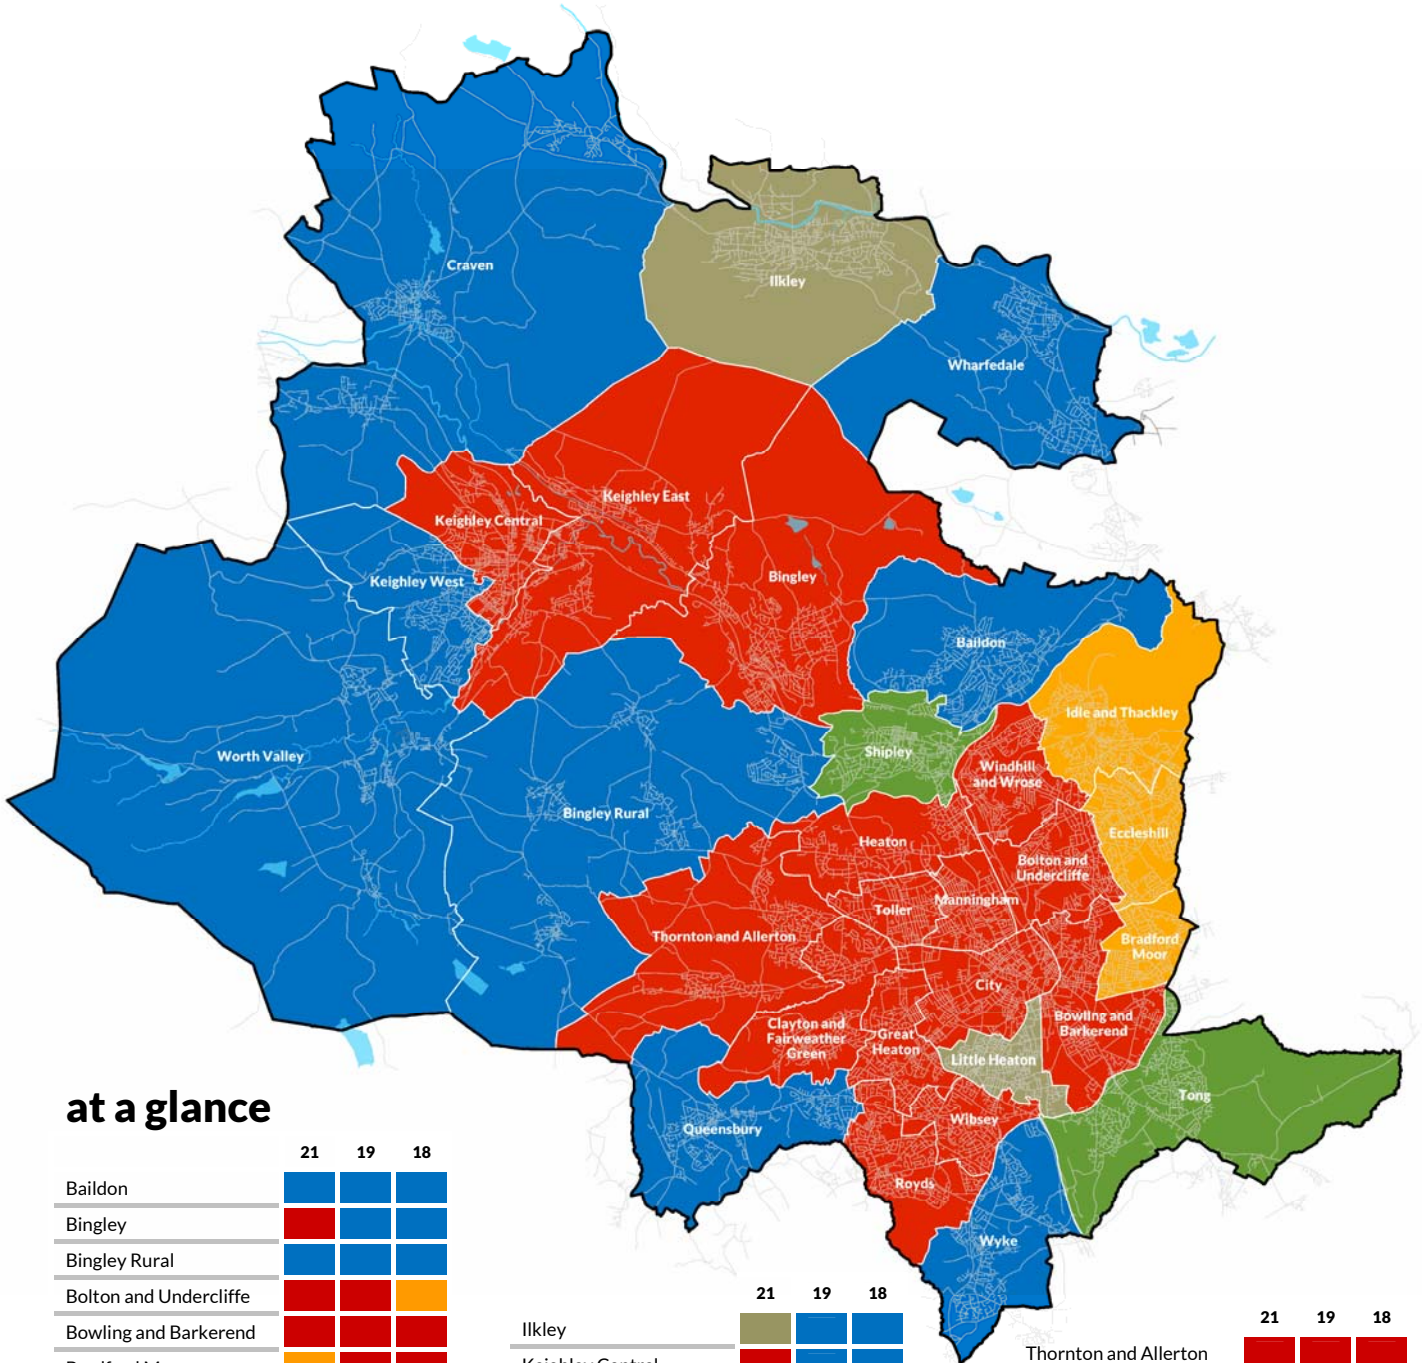 Craven
Ilkley
Wharfedale
Keighley East
Keighley Central
Keighley West
Bingley
Baildon
Idle and Thackley
Shipley
Worth Valley
Windhill
and Wrose
Bingley Rural
Eccleshill
Heaton
Bolton and
Undercliffe
Manningham
Toller
Thornton and Allerton
Bradford
Moor
City
Bowling and
Barkerend
Clayton and
Fairweather
Green
Great
Heaton
Little Heaton
Tong
Wibsey
Queensbury
Royds
Wyke
at a glance
21 19 18
Baildon
Bingley
Bingley Rural
Bolton and Undercliffe
Bowling and Barkerend
21 19 18
Ilkley
Keighley Central
21 19 18
Thornton and Allerton